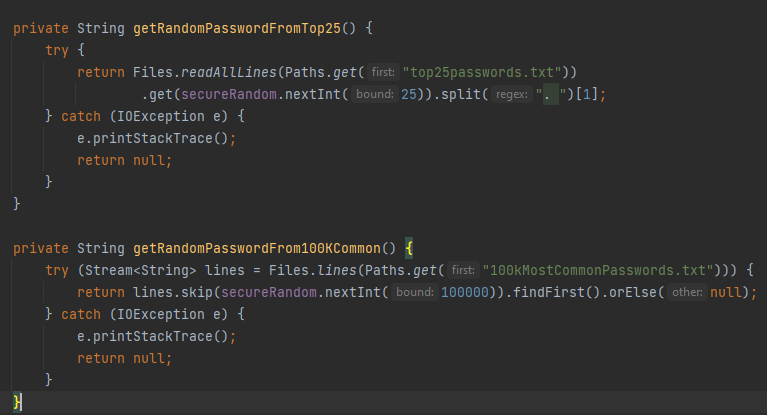 private String getRandomPasswordFromTop25() {
    try {
        return Files.readAllLines(Paths.get( first: "top25passwords.txt"))
                .get(secureRandom.nextInt( bound: 25)).split( regex: ". ")[1];
    } catch (IOException e) {
        e.printStackTrace();
        return null;
    }
}

private String getRandomPasswordFrom100KCommon() {
    try (Stream<String> lines = Files.lines(Paths.get( first: "100kMostCommonPasswords.txt"))) {
        return lines.skip(secureRandom.nextInt( bound: 100000)).findFirst().orElse( other: null);
    } catch (IOException e) {
        e.printStackTrace();
        return null;
    }
}